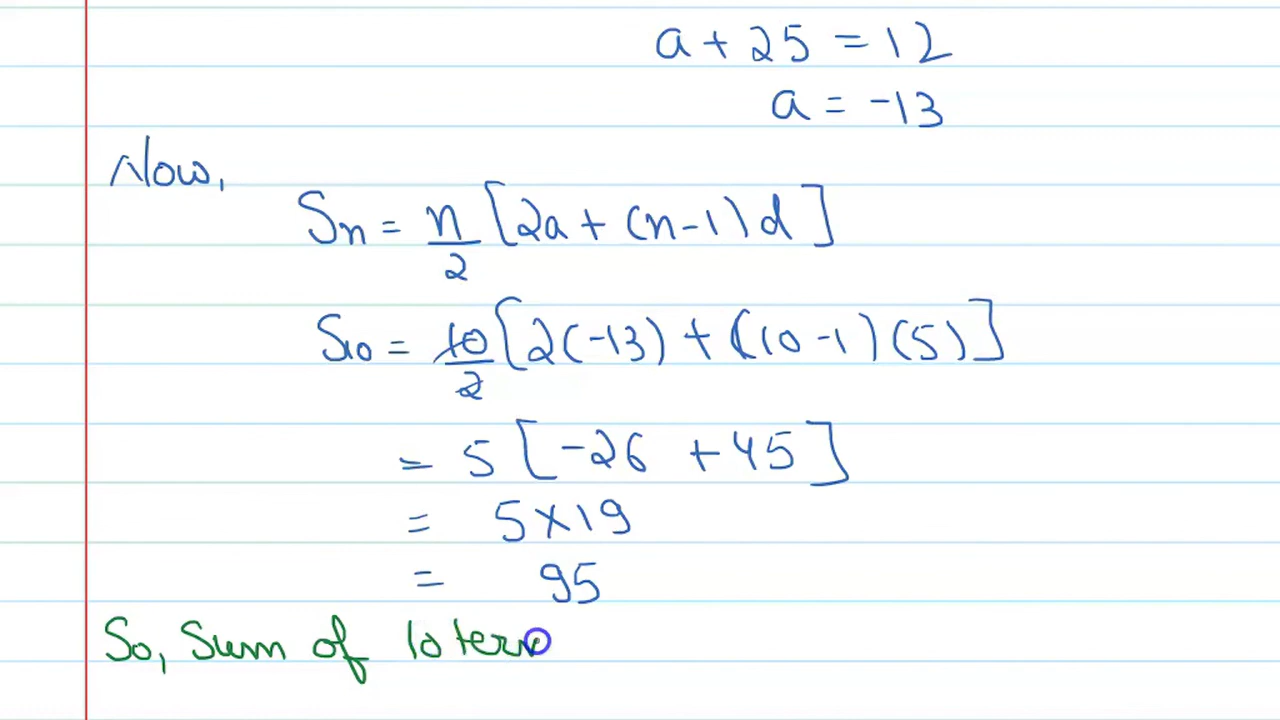 a + 25 = 12
a = -13
Now,
Sn = n/2 [2a + (n-1)d]
S10 = 10/2 [2(-13) + (10-1)(5)]
= 5 [-26 + 45]
= 5 × 19
= 95
So, Sum of 10 term